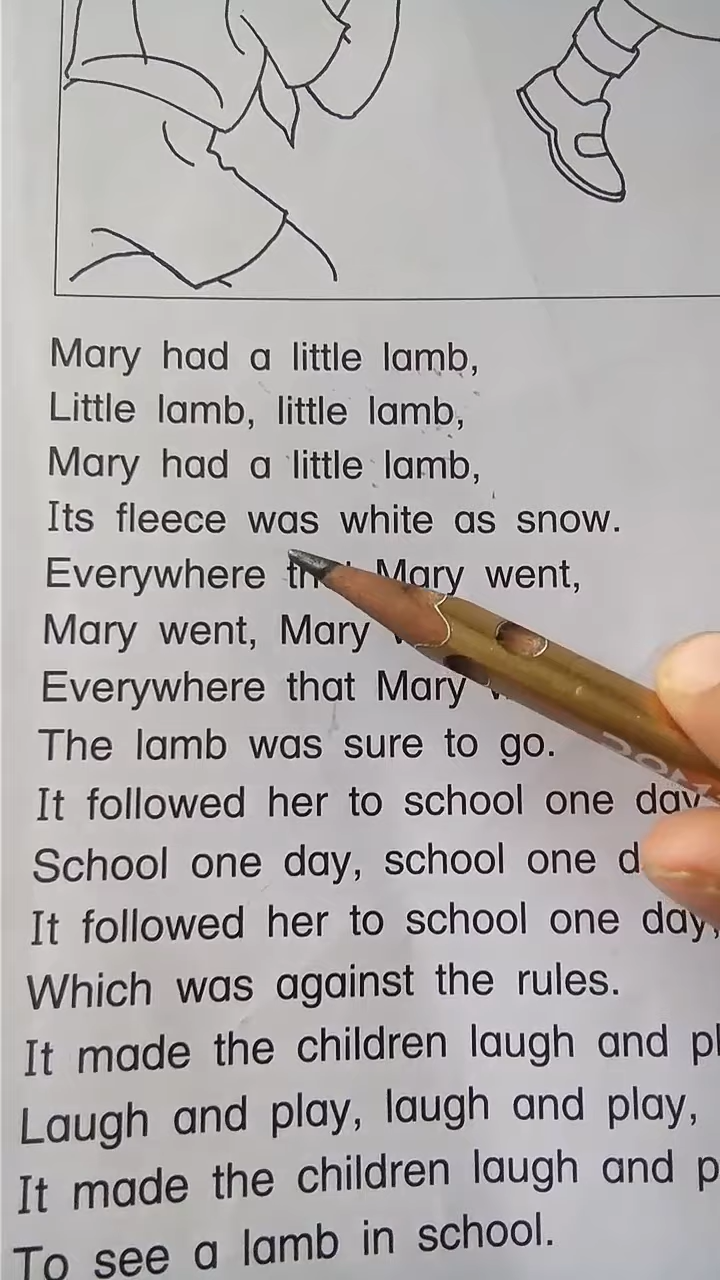 Mary had a little lamb,
Little lamb, little lamb,
Mary had a little lamb,
Its fleece was white as snow.
Everywhere Mary went,
Mary went, Mary
Everywhere that Mary
The lamb was sure to go.
It followed her to school one day
School one day, school one
It followed her to school one day,
Which was against the rules.
It made the children laugh and
Laugh and play, laugh and play,
It made the children laugh and
To see a lamb in school.